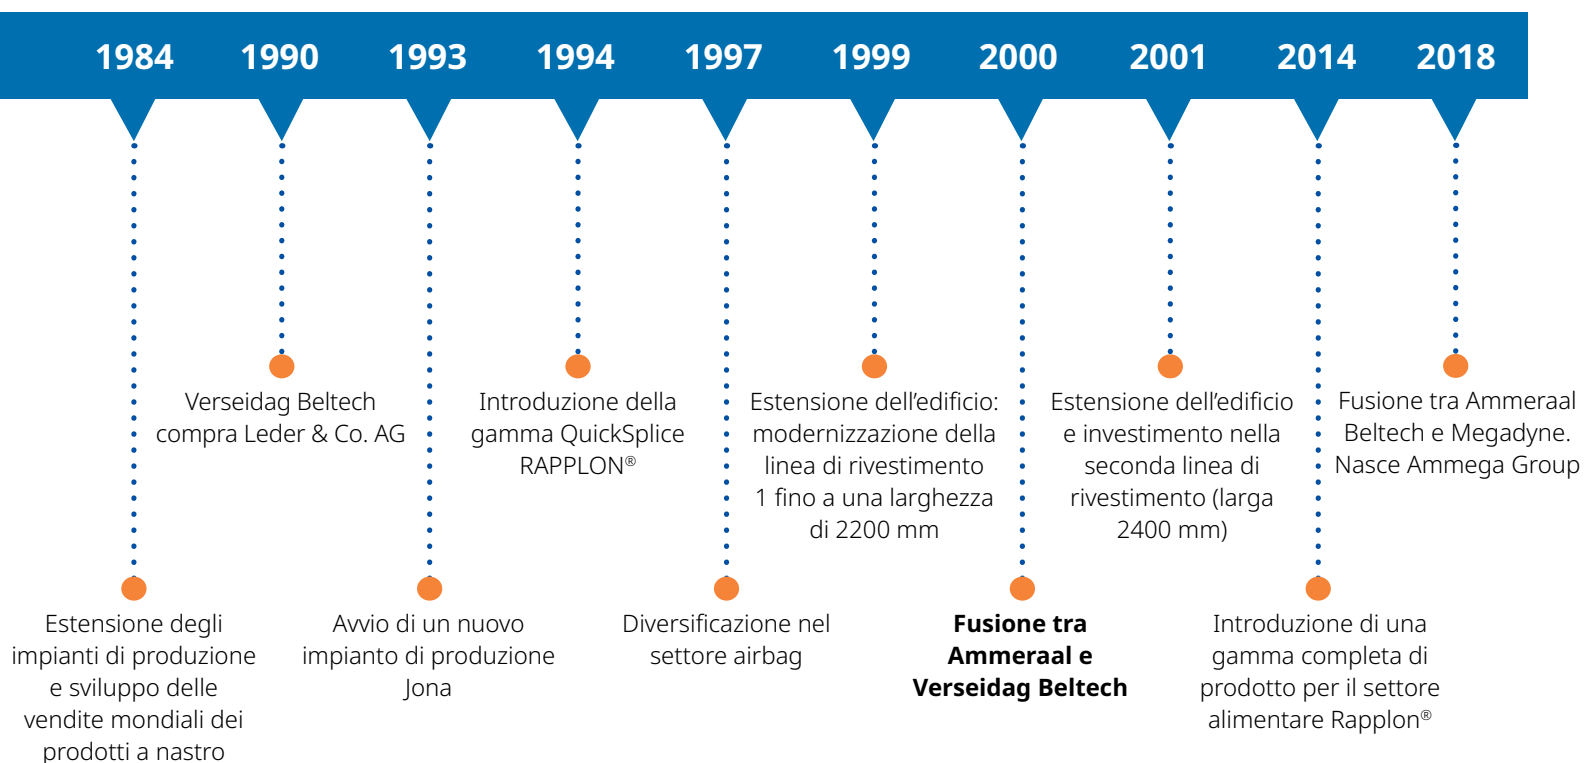 1984 1990 1993 1994 1997 1999 2000 2001 2014 2018
Verseidag Beltech
compra Leder & Co. AG
Introduzione della
gamma QuickSplice
RAPPLON®
Estensione dell’edificio:
modernizzazione della
linea di rivestimento
1 fino a una larghezza
di 2200 mm
Estensione dell’edificio
e investimento nella
seconda linea di
rivestimento (larga
2400 mm)
Fusione tra Ammeraal
Beltech e Megadyne.
Nasce Ammega Group
Estensione degli
impianti di produzione
e sviluppo delle
vendite mondiali dei
prodotti a nastro
Avvio di un nuovo
impianto di produzione
Jona
Diversificazione nel
settore airbag
Fusione tra
Ammeraal e
Verseidag Beltech
Introduzione di una
gamma completa di
prodotto per il settore
alimentare Rapplon®